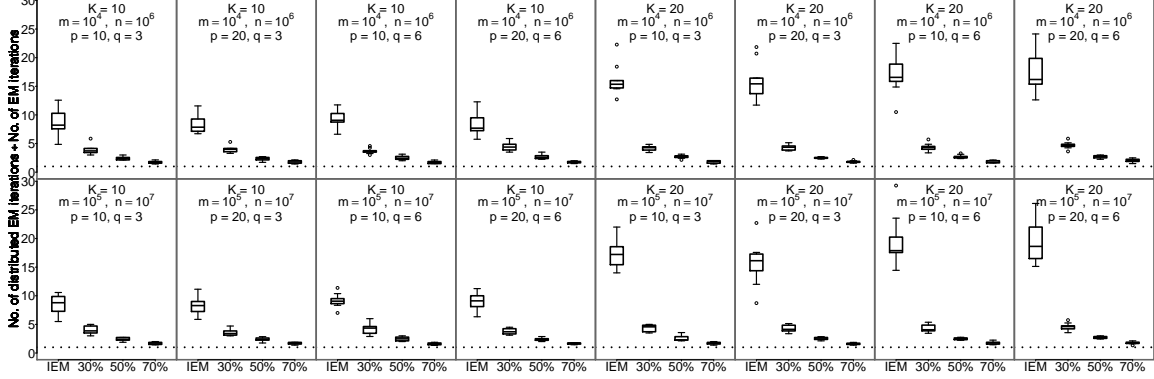 No. of distributed EM iterations ÷ No. of EM iterations
30
25
20
15
10
5
0
K = 10
m = 10^4, n = 10^6
p = 10, q = 3
K = 10
m = 10^4, n = 10^6
p = 20, q = 3
K = 10
m = 10^4, n = 10^6
p = 10, q = 6
K = 10
m = 10^4, n = 10^6
p = 20, q = 6
K = 20
m = 10^4, n = 10^6
p = 10, q = 3
K = 20
m = 10^4, n = 10^6
p = 20, q = 3
K = 20
m = 10^4, n = 10^6
p = 10, q = 6
K = 20
m = 10^4, n = 10^6
p = 20, q = 6
30
25
20
15
10
5
0
K = 10
m = 10^5, n = 10^7
p = 10, q = 3
K = 10
m = 10^5, n = 10^7
p = 20, q = 3
K = 10
m = 10^5, n = 10^7
p = 10, q = 6
K = 10
m = 10^5, n = 10^7
p = 20, q = 6
K = 20
m = 10^5, n = 10^7
p = 10, q = 3
K = 20
m = 10^5, n = 10^7
p = 20, q = 3
K = 20
m = 10^5, n = 10^7
p = 10, q = 6
K = 20
m = 10^5, n = 10^7
p = 20, q = 6
IEM 30% 50% 70% IEM 30% 50% 70% IEM 30% 50% 70% IEM 30% 50% 70% IEM 30% 50% 70% IEM 30% 50% 70% IEM 30% 50% 70% IEM 30% 50% 70%